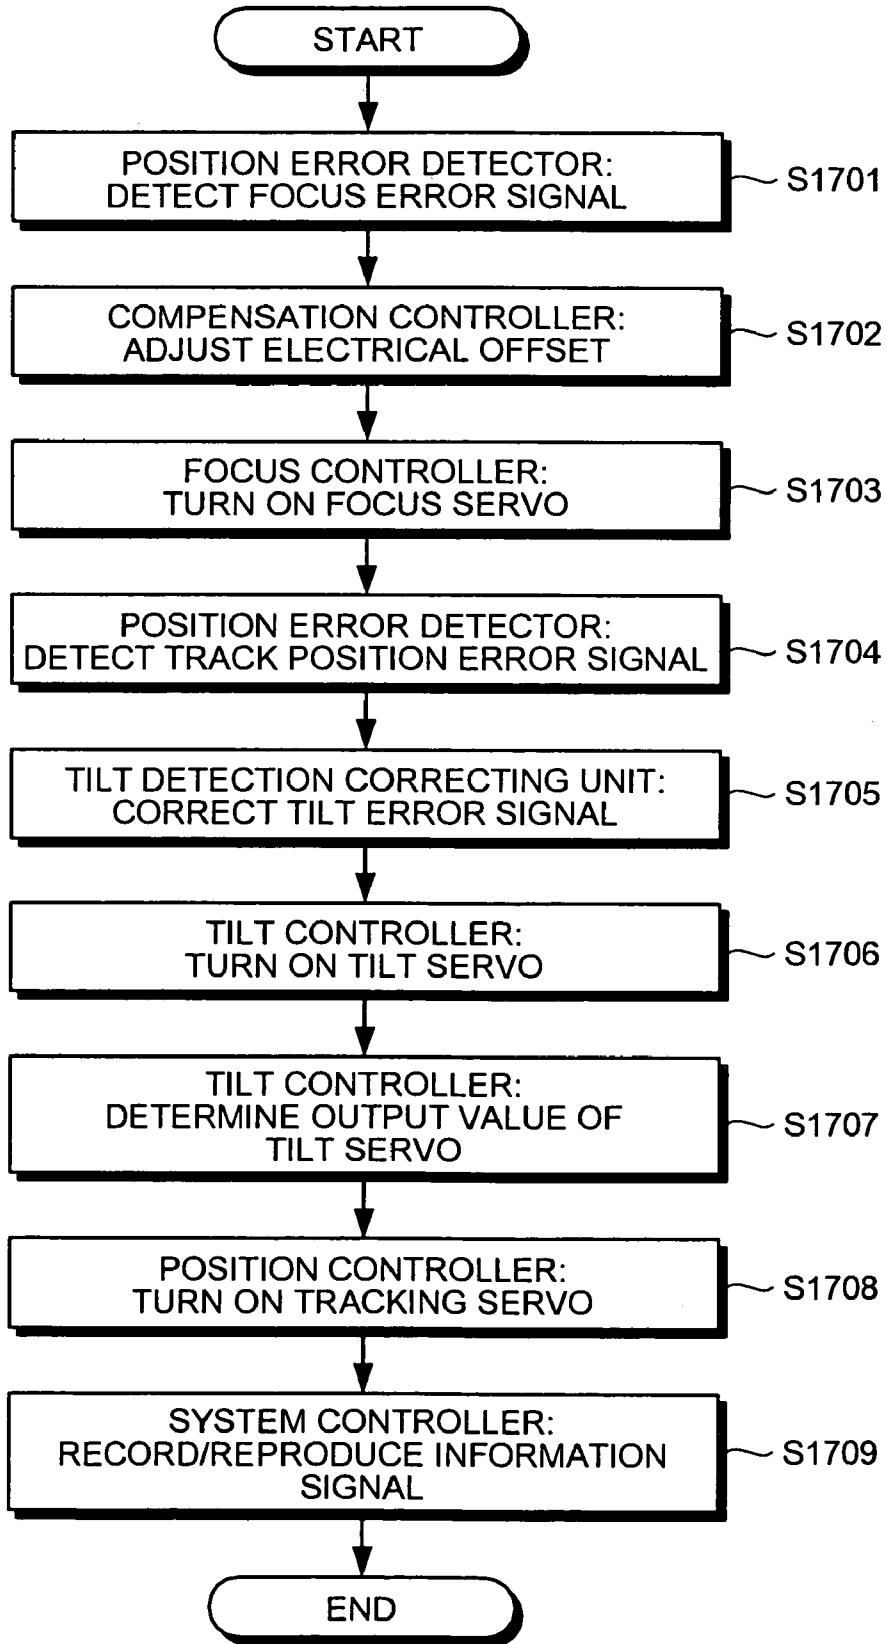 START
POSITION ERROR DETECTOR:
DETECT FOCUS ERROR SIGNAL
S1701
COMPENSATION CONTROLLER:
ADJUST ELECTRICAL OFFSET
S1702
FOCUS CONTROLLER:
TURN ON FOCUS SERVO
S1703
POSITION ERROR DETECTOR:
DETECT TRACK POSITION ERROR SIGNAL
S1704
TILT DETECTION CORRECTING UNIT:
CORRECT TILT ERROR SIGNAL
S1705
TILT CONTROLLER:
TURN ON TILT SERVO
S1706
TILT CONTROLLER:
DETERMINE OUTPUT VALUE OF
TILT SERVO
S1707
POSITION CONTROLLER:
TURN ON TRACKING SERVO
S1708
SYSTEM CONTROLLER:
RECORD/REPRODUCE INFORMATION
SIGNAL
S1709
END